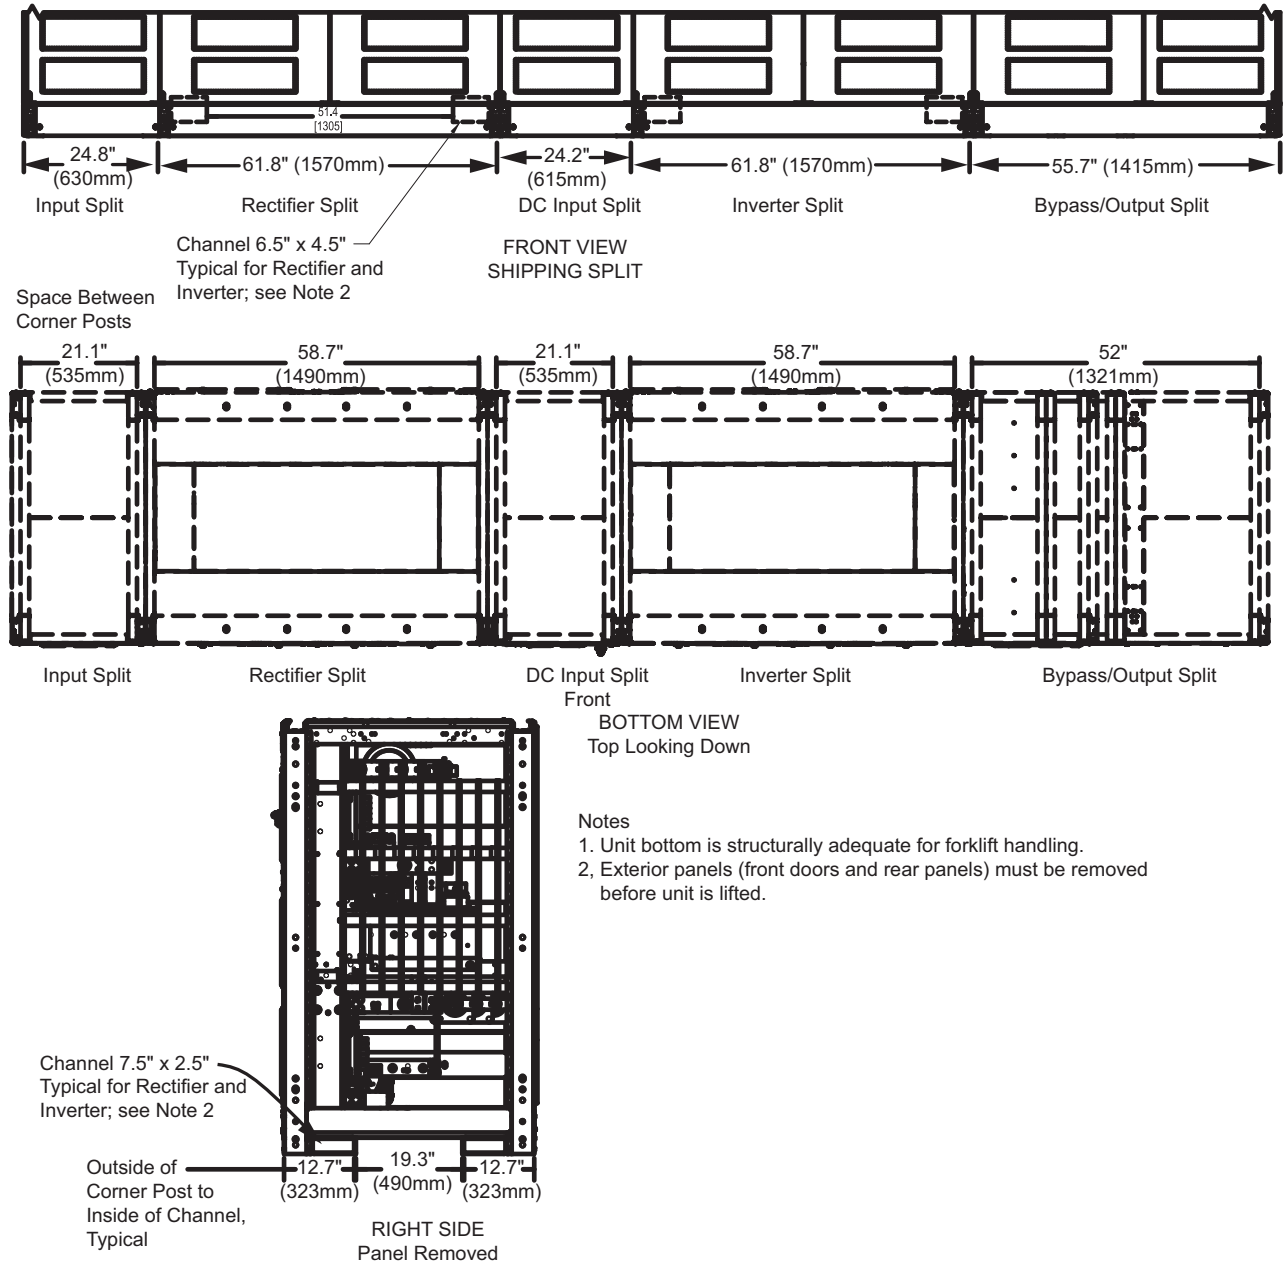 51.4
[1305]
24.8"
(630mm)
61.8" (1570mm)
24.2"
(615mm)
61.8" (1570mm)
55.7" (1415mm)
Input Split
Rectifier Split
DC Input Split
Inverter Split
Bypass/Output Split
Channel 6.5" x 4.5"
Typical for Rectifier and
Inverter; see Note 2
FRONT VIEW
SHIPPING SPLIT
Space Between
Corner Posts
21.1"
(535mm)
58.7"
(1490mm)
21.1"
(535mm)
58.7"
(1490mm)
52"
(1321mm)
Input Split
Rectifier Split
DC Input Split
Inverter Split
Bypass/Output Split
Front
BOTTOM VIEW
Top Looking Down
Notes
1. Unit bottom is structurally adequate for forklift handling.
2, Exterior panels (front doors and rear panels) must be removed
before unit is lifted.
Channel 7.5" x 2.5"
Typical for Rectifier and
Inverter; see Note 2
Outside of
Corner Post to
Inside of Channel,
Typical
12.7"
(323mm)
19.3"
(490mm)
12.7"
(323mm)
RIGHT SIDE
Panel Removed